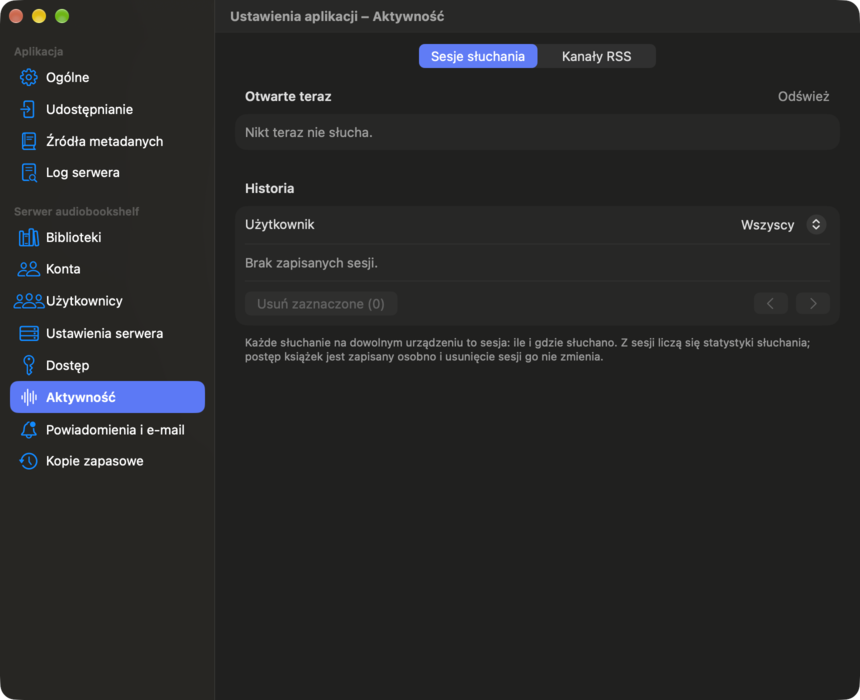 Ustawienia aplikacji – Aktywność
Aplikacja
Ogólne
Udostępnianie
Źródła metadanych
Log serwera
Serwer audiobookshelf
Biblioteki
Konta
Użytkownicy
Ustawienia serwera
Dostęp
Aktywność
Powiadomienia i e-mail
Kopie zapasowe
Sesje słuchania
Kanały RSS
Otwarte teraz
Odśwież
Nikt teraz nie słucha.
Historia
Użytkownik
Wszyscy
Brak zapisanych sesji.
Usuń zaznaczone (0)
Każde słuchanie na dowolnym urządzeniu to sesja: ile i gdzie słuchano. Z sesji liczą się statystyki słuchania;
postęp książek jest zapisany osobno i usunięcie sesji go nie zmienia.